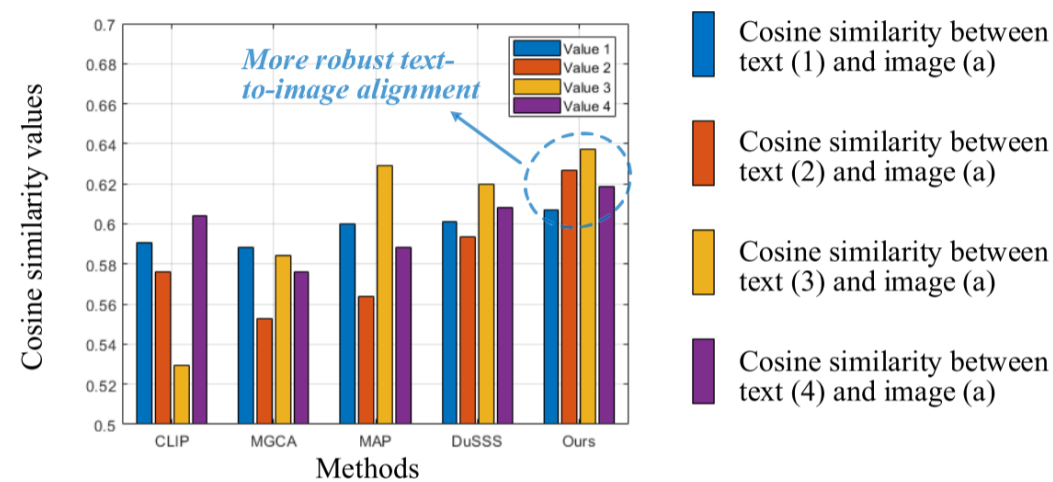 Cosine similarity values
0.7
0.68
0.66
0.64
0.62
0.6
0.58
0.56
0.54
0.52
0.5
More robust text-
to-image alignment
Value 1
Value 2
Value 3
Value 4
CLIP
MGCA
MAP
DuSSS
Ours
Methods
Cosine similarity between
text (1) and image (a)
Cosine similarity between
text (2) and image (a)
Cosine similarity between
text (3) and image (a)
Cosine similarity between
text (4) and image (a)